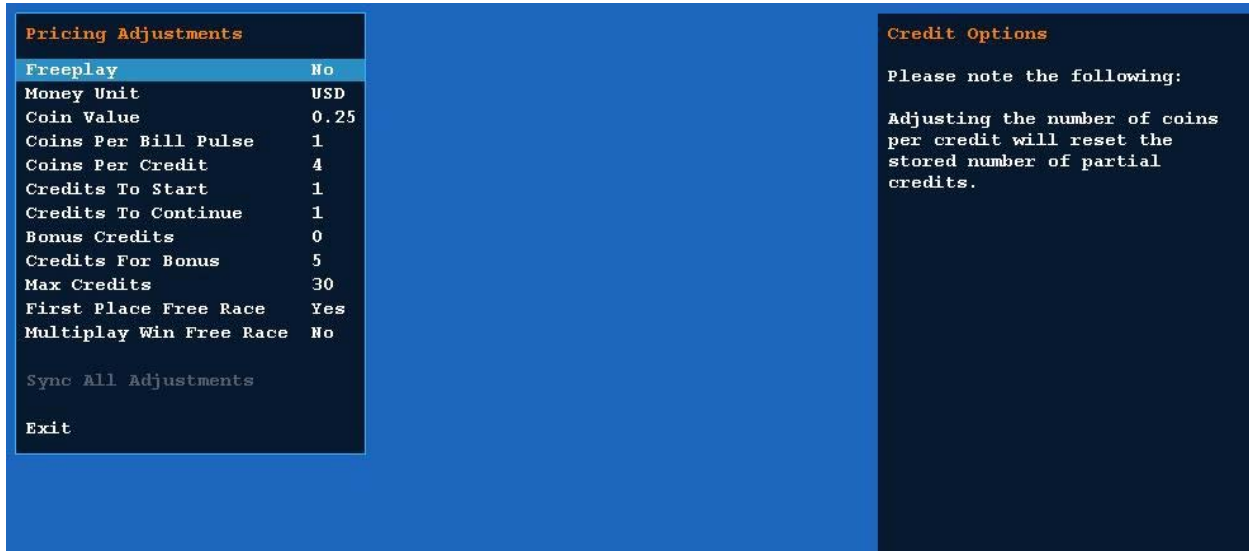 Pricing Adjustments
Freeplay No
Money Unit USD
Coin Value 0.25
Coins Per Bill Pulse 1
Coins Per Credit 4
Credits To Start 1
Credits To Continue 1
Bonus Credits 0
Credits For Bonus 5
Max Credits 30
First Place Free Race Yes
Multiplay Win Free Race No
Sync All Adjustments
Exit
Credit Options
Please note the following:
Adjusting the number of coins
per credit will reset the
stored number of partial
credits.